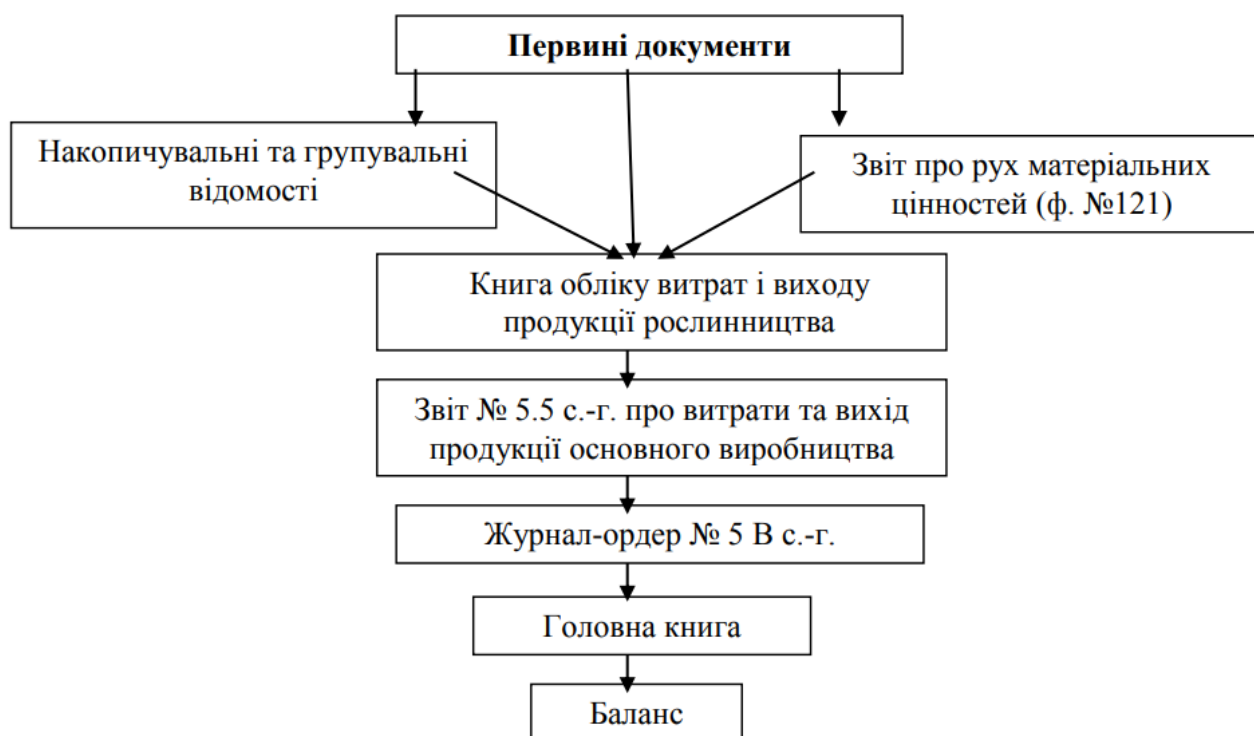 Первині документи
Накопичувальні та групувальні
відомості
Звіт про рух матеріальних
цінностей (ф. №121)
Книга обліку витрат і виходу
продукції рослинництва
Звіт № 5.5 с.-г. про витрати та вихід
продукції основного виробництва
Журнал-ордер № 5 В с.-г.
Головна книга
Баланс